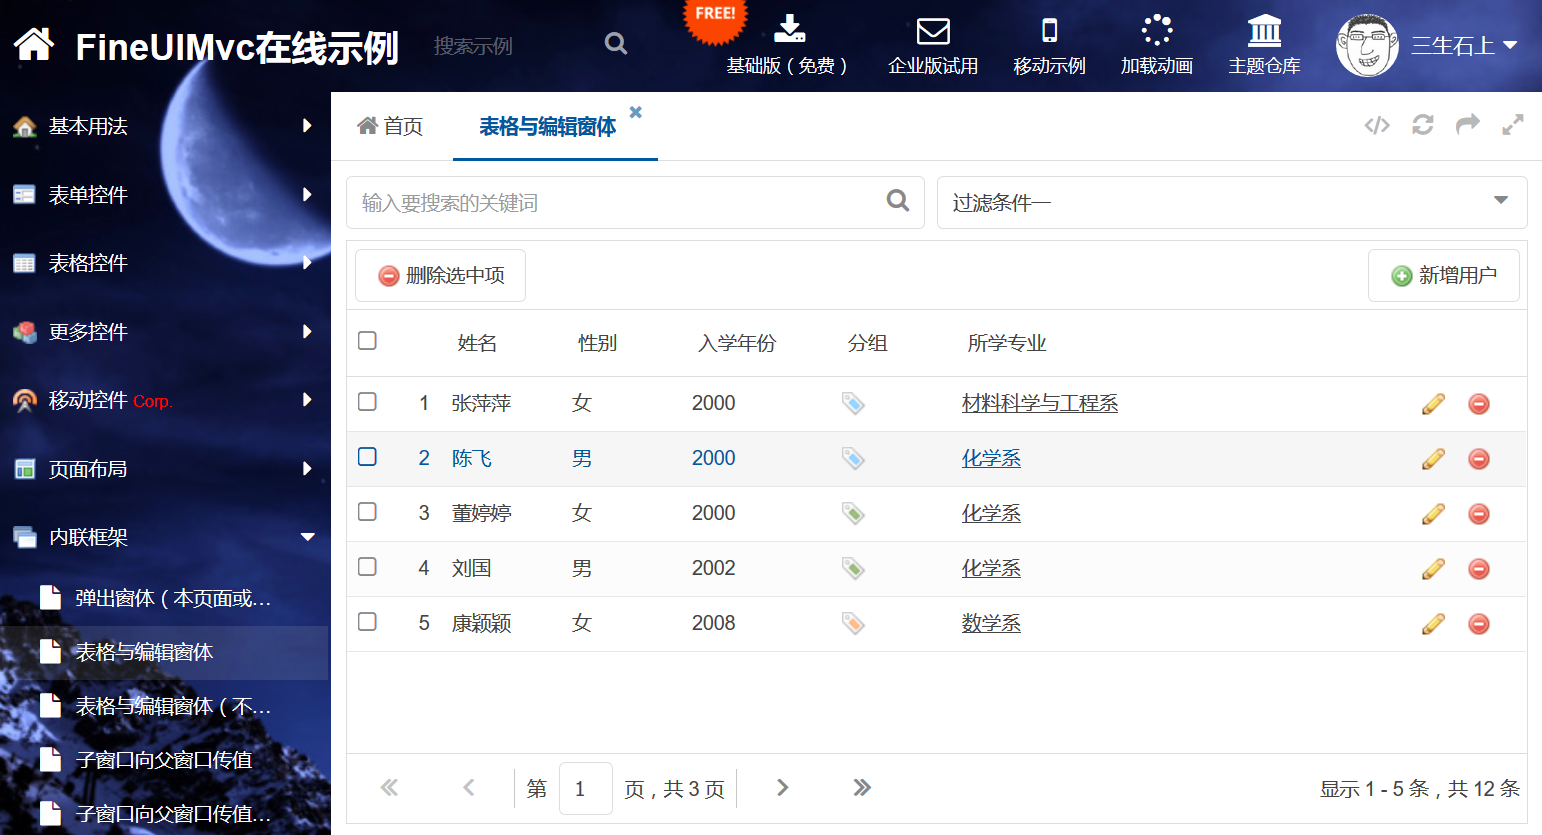 FineUIMvc在线示例
搜索示例
FREE!
基础版（免费）
企业版试用
移动示例
加载动画
主题仓库
三生石上
基本用法
表单控件
表格控件
更多控件
移动控件 Corp.
页面布局
内联框架
弹出窗体（本页面或...
表格与编辑窗体
表格与编辑窗体（不...
子窗口向父窗口传值
子窗口向父窗口传值...
首页
表格与编辑窗体
输入要搜索的关键词
过滤条件一
删除选中项
新增用户
姓名 性别 入学年份 分组 所学专业
1 张萍萍 女 2000 材料科学与工程系
2 陈飞 男 2000 化学系
3 董婷婷 女 2000 化学系
4 刘国 男 2002 化学系
5 康颖颖 女 2008 数学系
第 1 页，共 3 页
显示 1 - 5 条，共 12 条